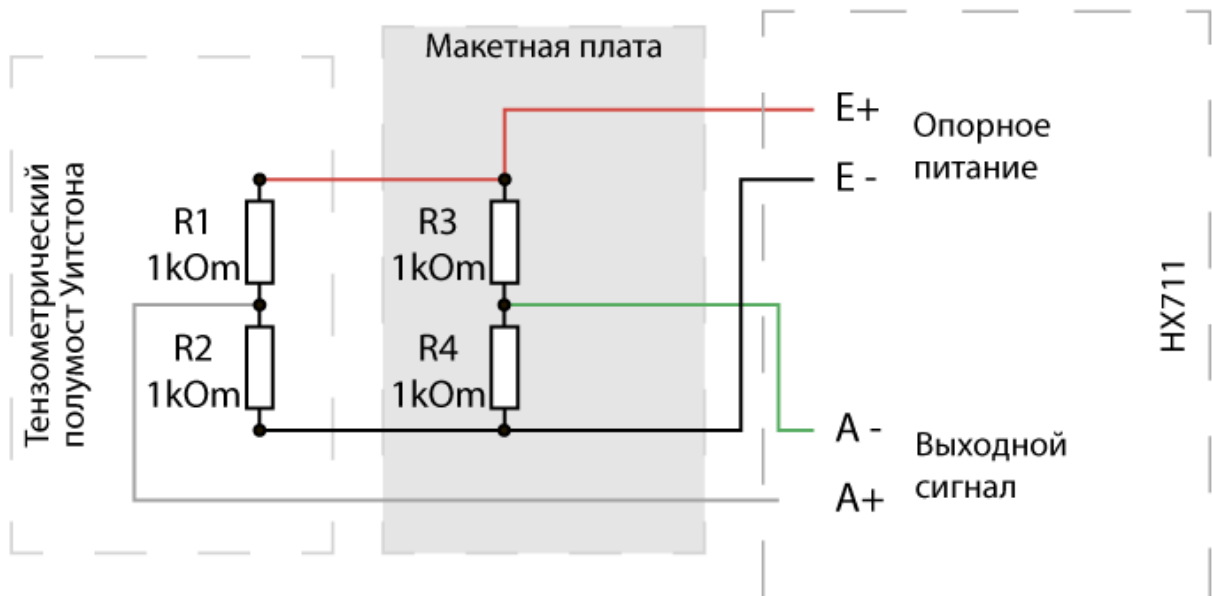 Макетная плата
Тензометрический
полумост Уитстона
R1
1kOm
R2
1kOm
R3
1kOm
R4
1kOm
E+
E -
Опорное
питание
A -
A+
Выходной
сигнал
HX711